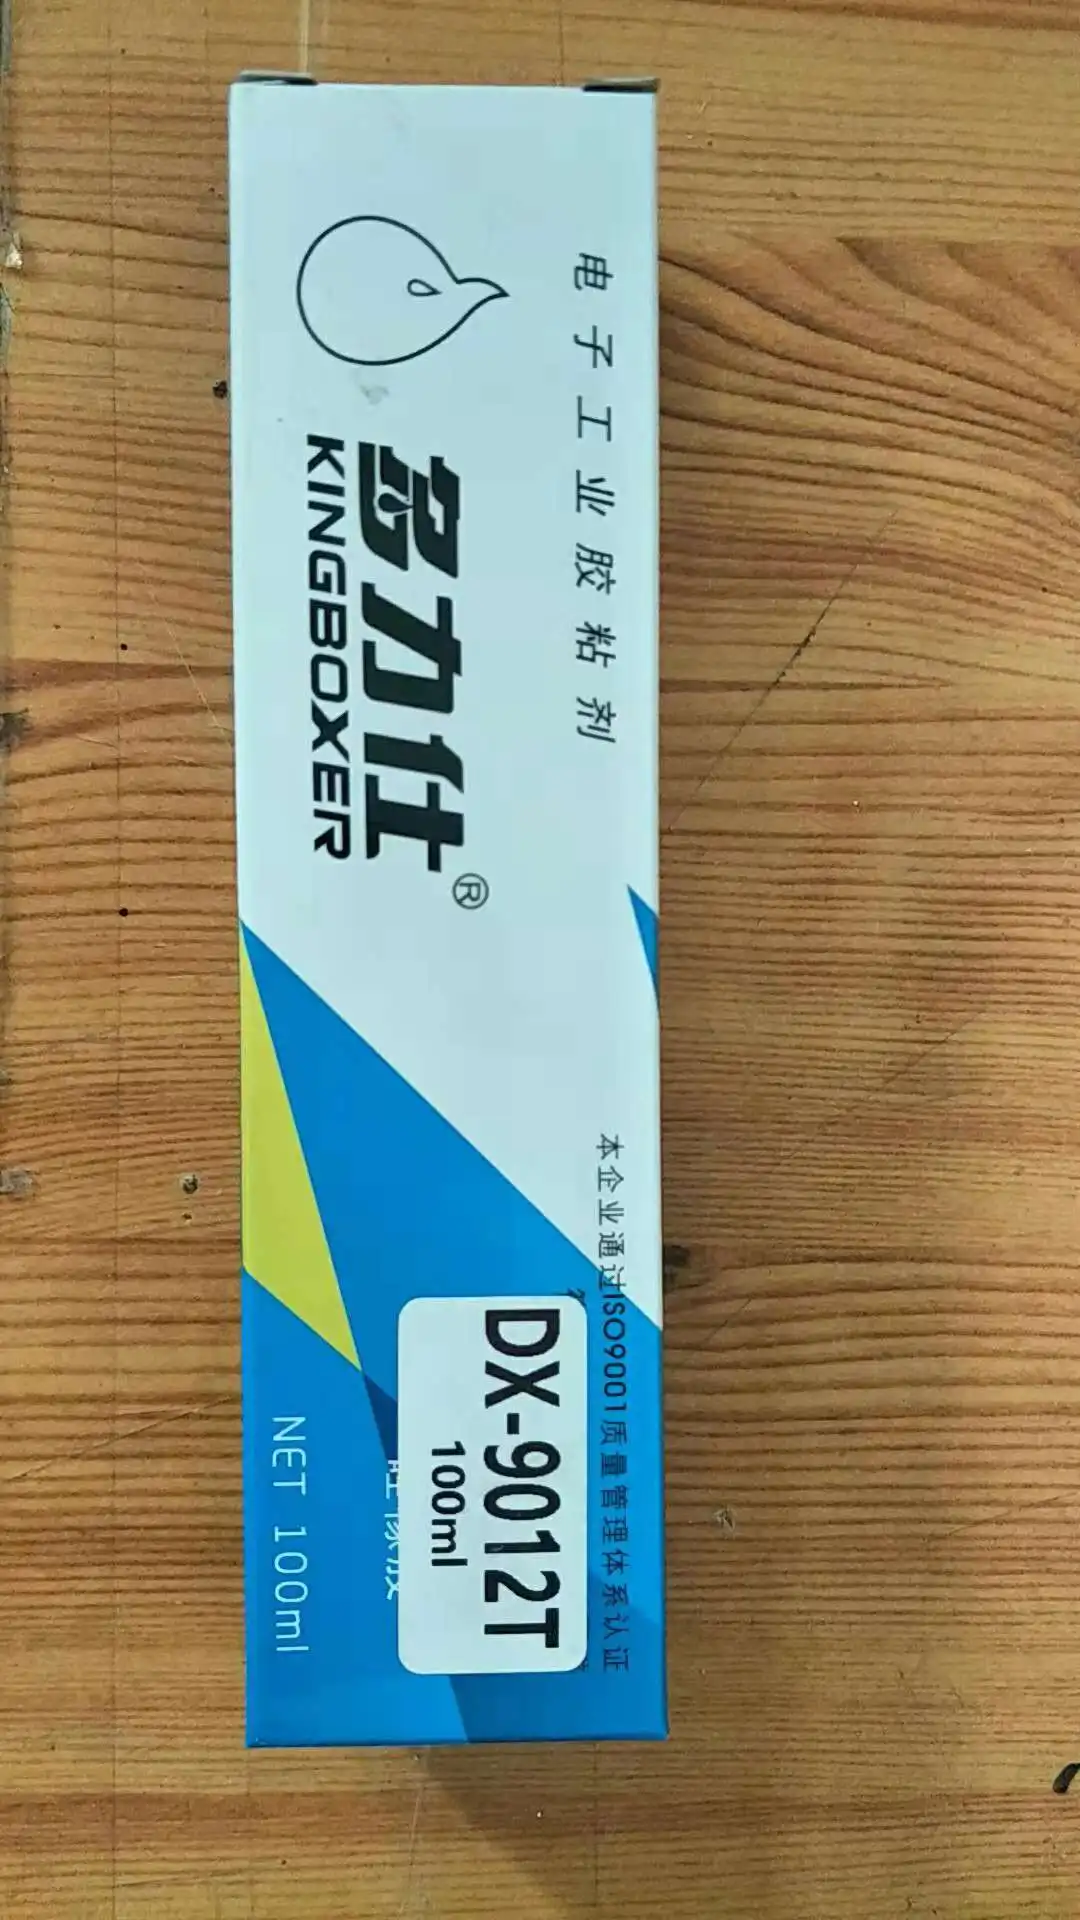 电子工业胶粘剂
名力仕®
KINGBOXER
本企业通过ISO9001质量管理体系认证
DX-9012T
100ml
NET 100ml